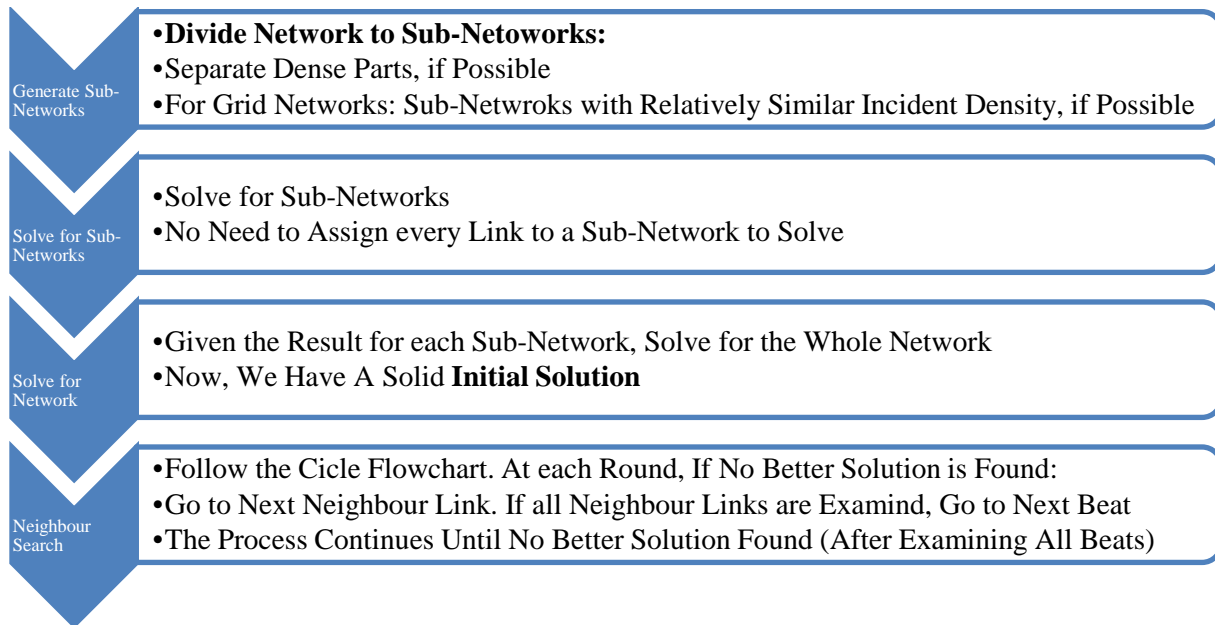 Generate Sub-
Networks
•Divide Network to Sub-Netoworks:
•Separate Dense Parts, if Possible
•For Grid Networks: Sub-Netwroks with Relatively Similar Incident Density, if Possible
Solve for Sub-
Networks
•Solve for Sub-Networks
•No Need to Assign every Link to a Sub-Network to Solve
Solve for
Network
•Given the Result for each Sub-Network, Solve for the Whole Network
•Now, We Have A Solid Initial Solution
Neighbour
Search
•Follow the Cicle Flowchart. At each Round, If No Better Solution is Found:
•Go to Next Neighbour Link. If all Neighbour Links are Examind, Go to Next Beat
•The Process Continues Until No Better Solution Found (After Examining All Beats)